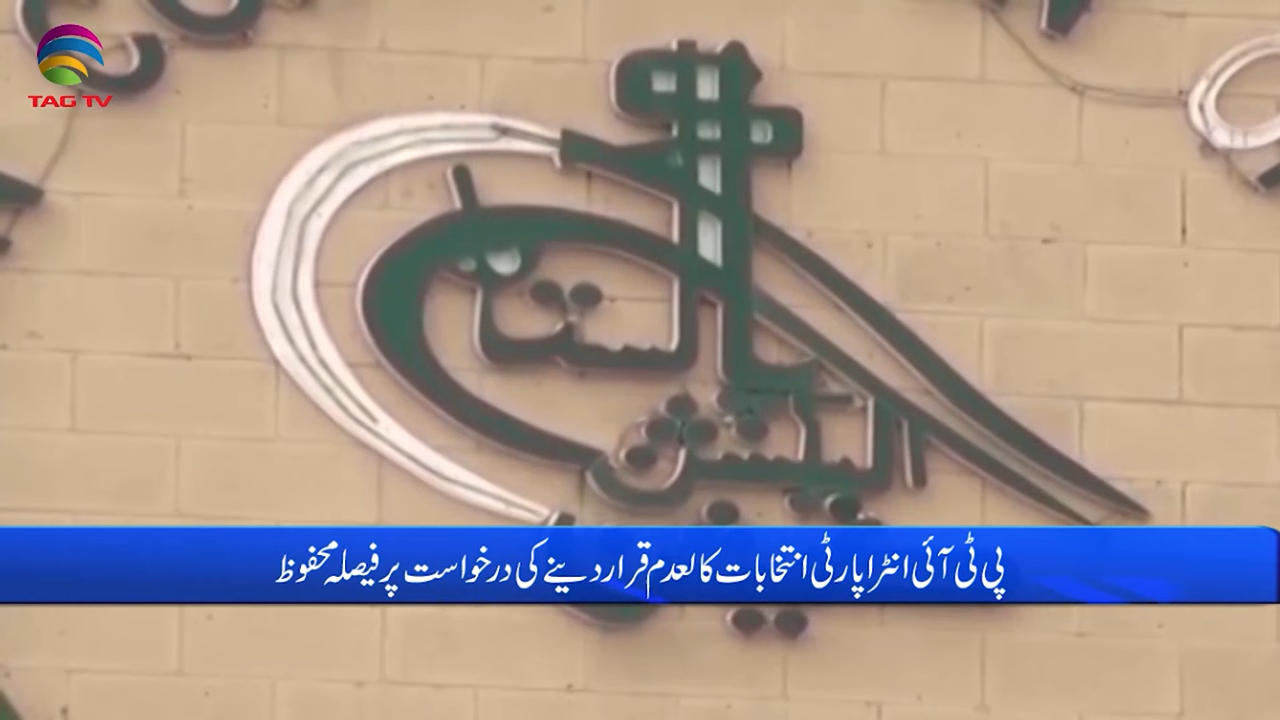 TAG TV
پی ٹی آئی انٹرا پارٹی انتخابات کالعدم قرار دینے کی درخواست پر فیصلہ محفوظ